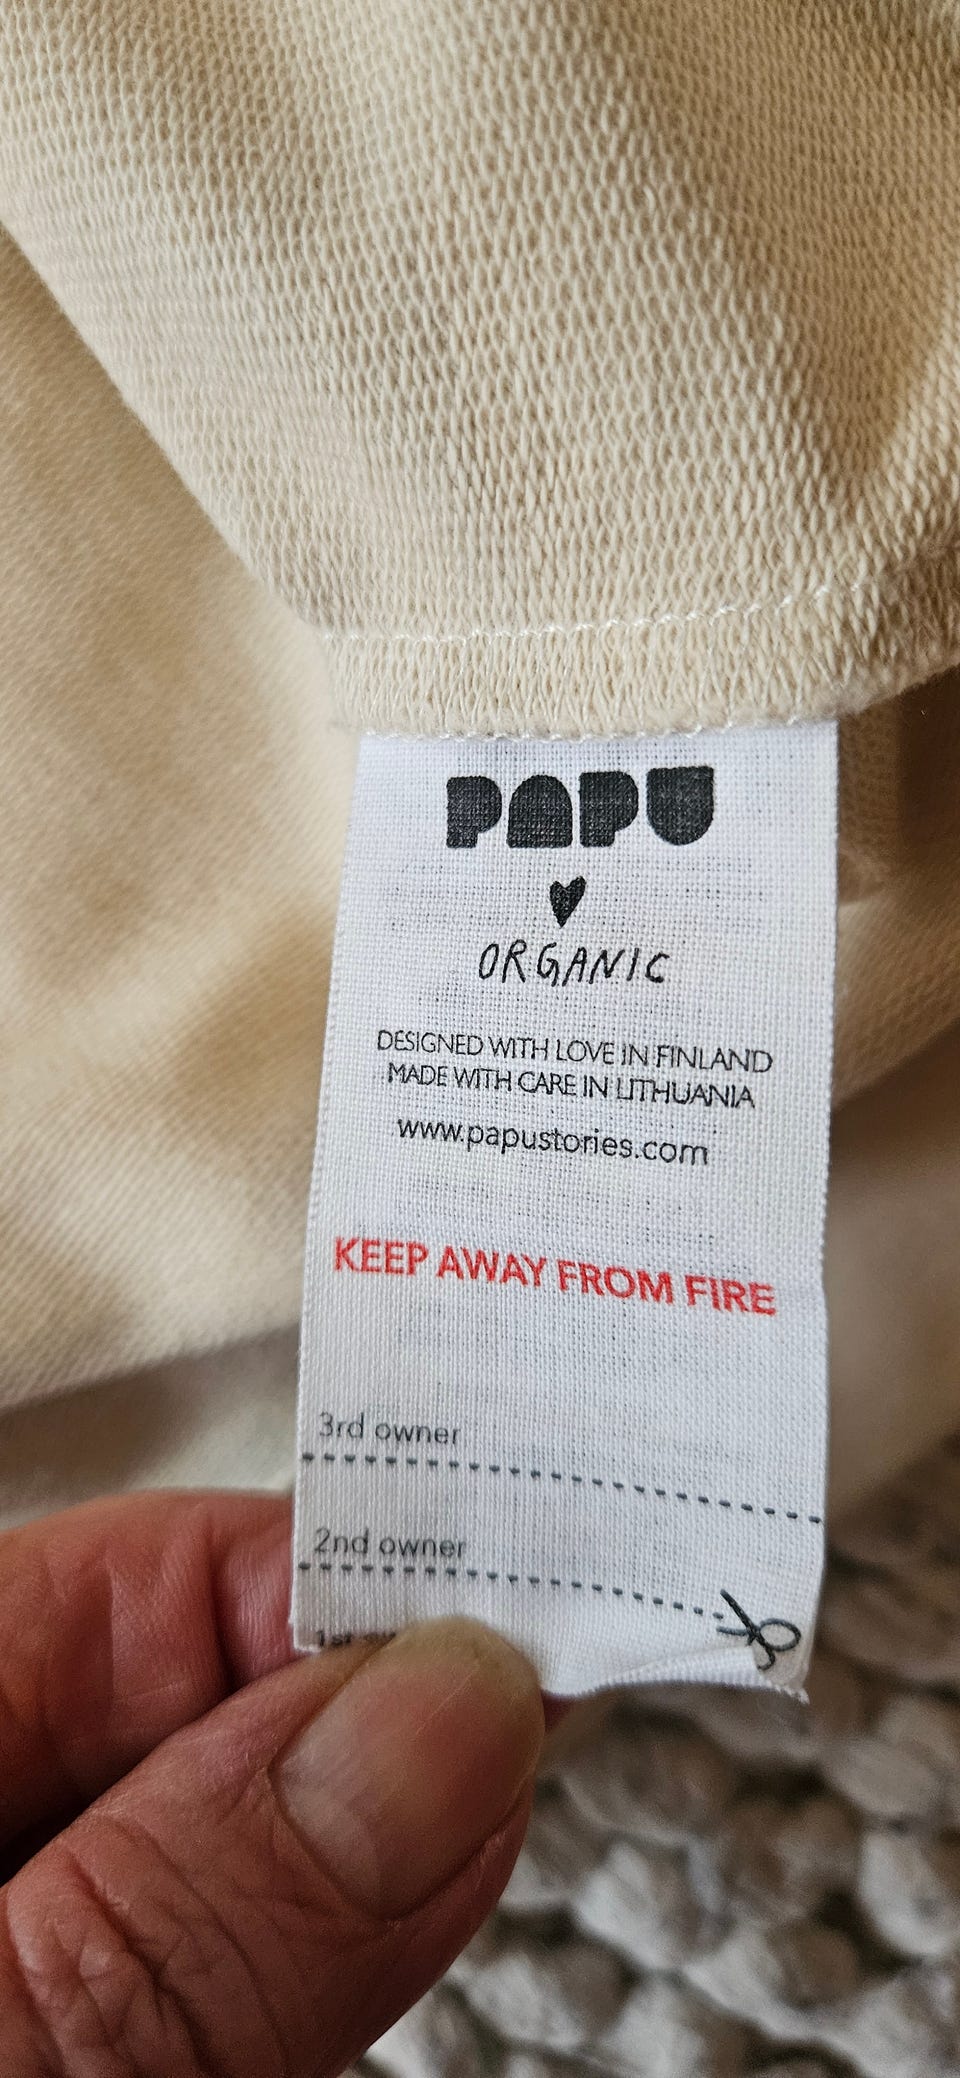 PAPU
ORGANIC
DESIGNED WITH LOVE IN FINLAND
MADE WITH CARE IN LITHUANIA
www.papustories.com
KEEP AWAY FROM FIRE
3rd owner
2nd owner
1st